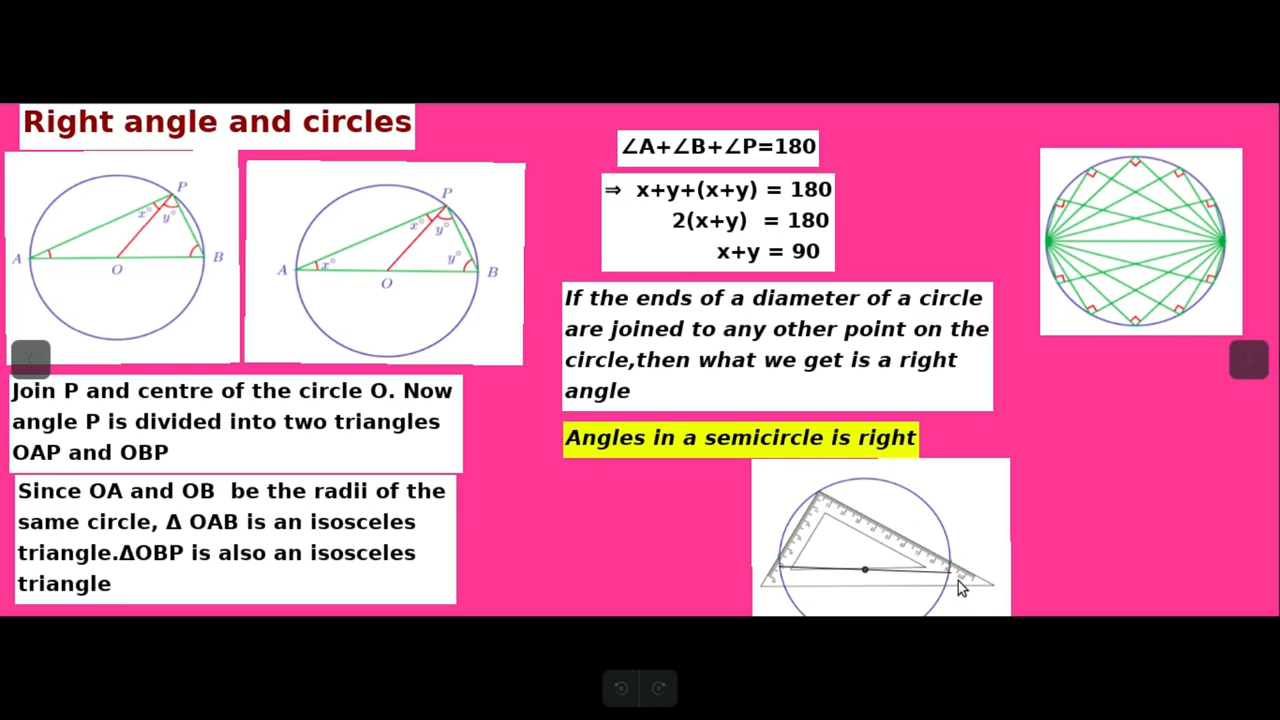 Right angle and circles
P
x° y°
A
B
O
P
x° y°
x° y°
A
B
O
Join P and centre of the circle O. Now
angle P is divided into two triangles
OAP and OBP
Since OA and OB be the radii of the
same circle, Δ OAB is an isosceles
triangle.ΔOBP is also an isosceles
triangle
∠A+∠B+∠P=180
⇒ x+y+(x+y) = 180
2(x+y) = 180
x+y = 90
If the ends of a diameter of a circle
are joined to any other point on the
circle,then what we get is a right
angle
Angles in a semicircle is right